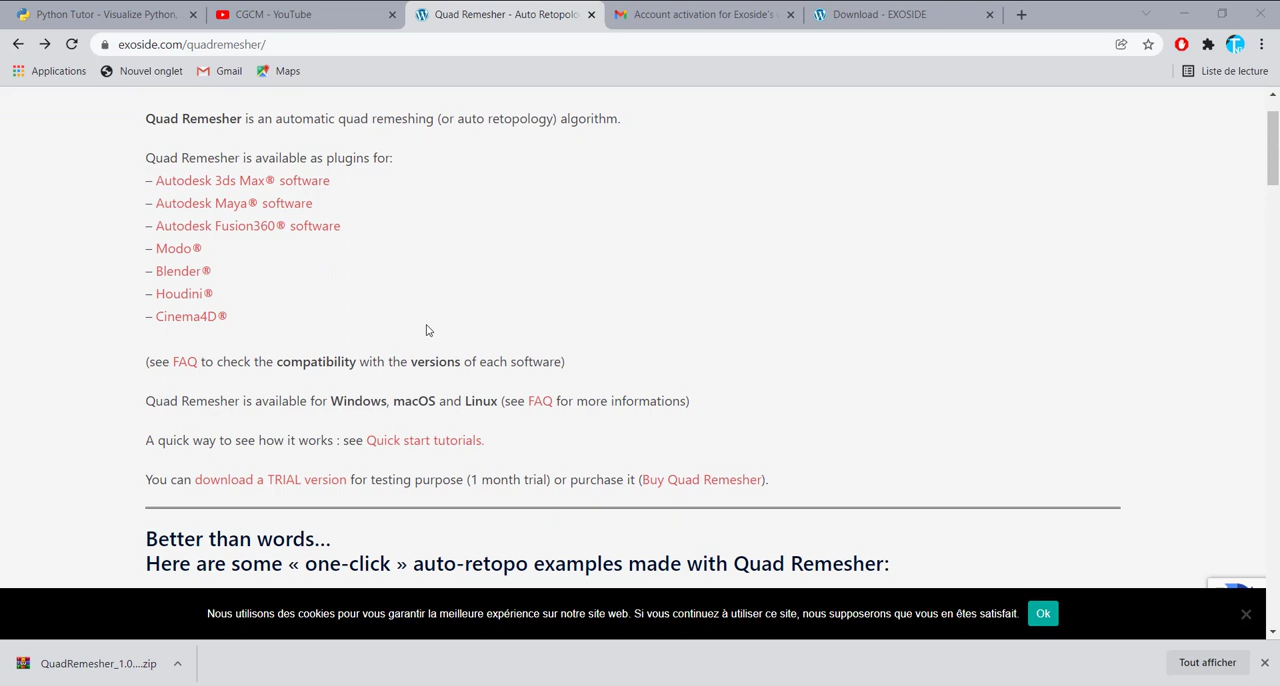 Python Tutor - Visualize Python,
CGCM - YouTube
Quad Remesher - Auto Retopolo
Account activation for Exoside's
Download - EXOSIDE
exoside.com/quadremesher/
Applications
Nouvel onglet
Gmail
Maps
Liste de lecture
Quad Remesher is an automatic quad remeshing (or auto retopology) algorithm.
Quad Remesher is available as plugins for:
– Autodesk 3ds Max® software
– Autodesk Maya® software
– Autodesk Fusion360® software
– Modo®
– Blender®
– Houdini®
– Cinema4D®
(see FAQ to check the compatibility with the versions of each software)
Quad Remesher is available for Windows, macOS and Linux (see FAQ for more informations)
A quick way to see how it works : see Quick start tutorials.
You can download a TRIAL version for testing purpose (1 month trial) or purchase it (Buy Quad Remesher).
Better than words...
Here are some « one-click » auto-retopo examples made with Quad Remesher:
Nous utilisons des cookies pour vous garantir la meilleure expérience sur notre site web. Si vous continuez à utiliser ce site, nous supposerons que vous en êtes satisfait.
Ok
QuadRemesher_1.0....zip
Tout afficher